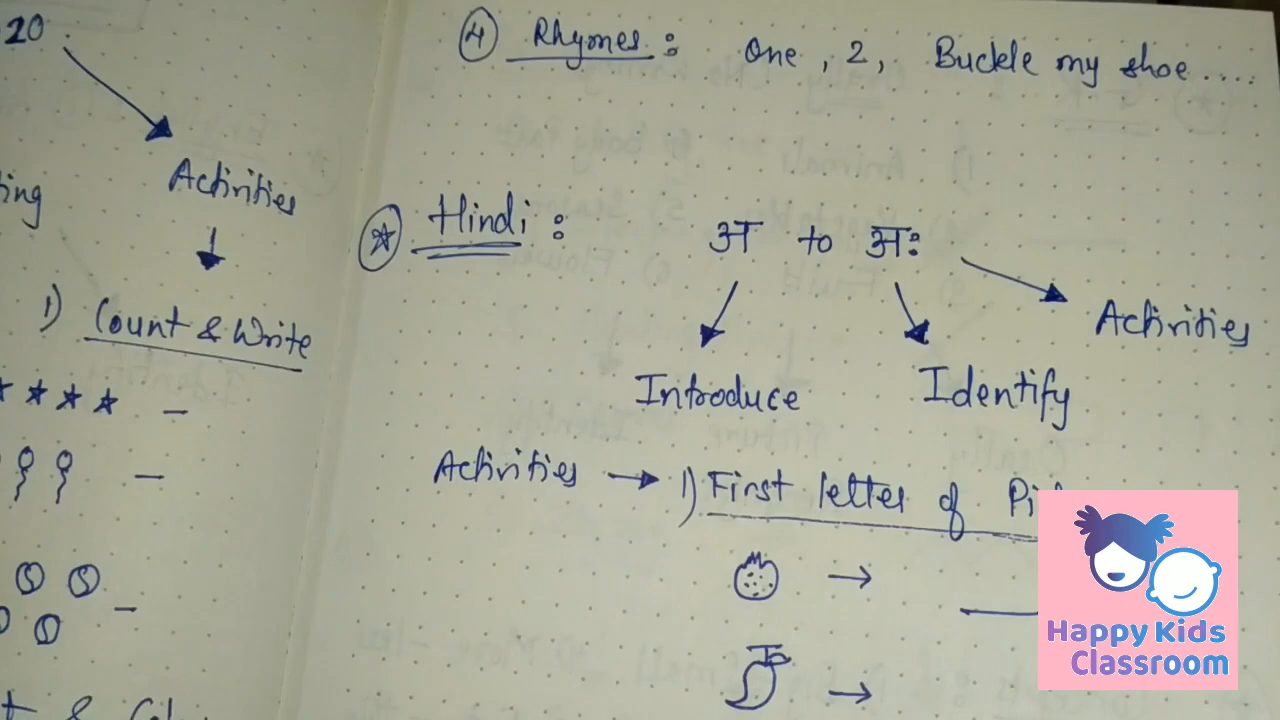 20
Activities
1) Count & Write
4 Rhymes : One , 2 , Buckle my shoe ....
Hindi : अ to अः
Activities
Introduce
Identify
Activities → 1) First letter of
Happy Kids
Classroom